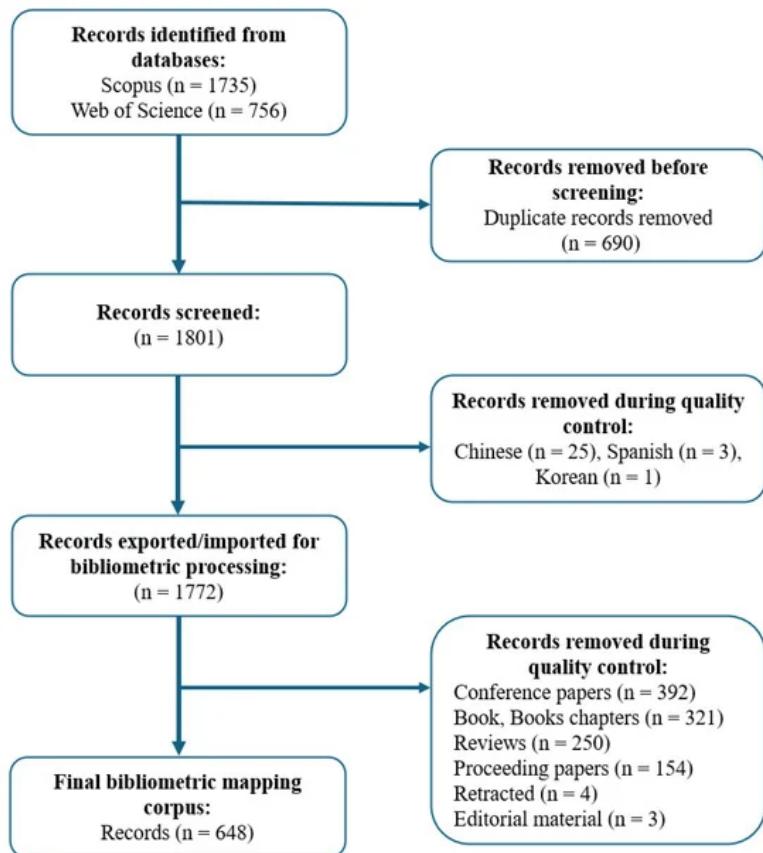 Records identified from
databases:
Scopus (n = 1735)
Web of Science (n = 756)
Records removed before
screening:
Duplicate records removed
(n = 690)
Records screened:
(n = 1801)
Records removed during quality
control:
Chinese (n = 25), Spanish (n = 3),
Korean (n = 1)
Records exported/imported for
bibliometric processing:
(n = 1772)
Records removed during
quality control:
Conference papers (n = 392)
Book, Books chapters (n = 321)
Reviews (n = 250)
Proceeding papers (n = 154)
Retracted (n = 4)
Editorial material (n = 3)
Final bibliometric mapping
corpus:
Records (n = 648)